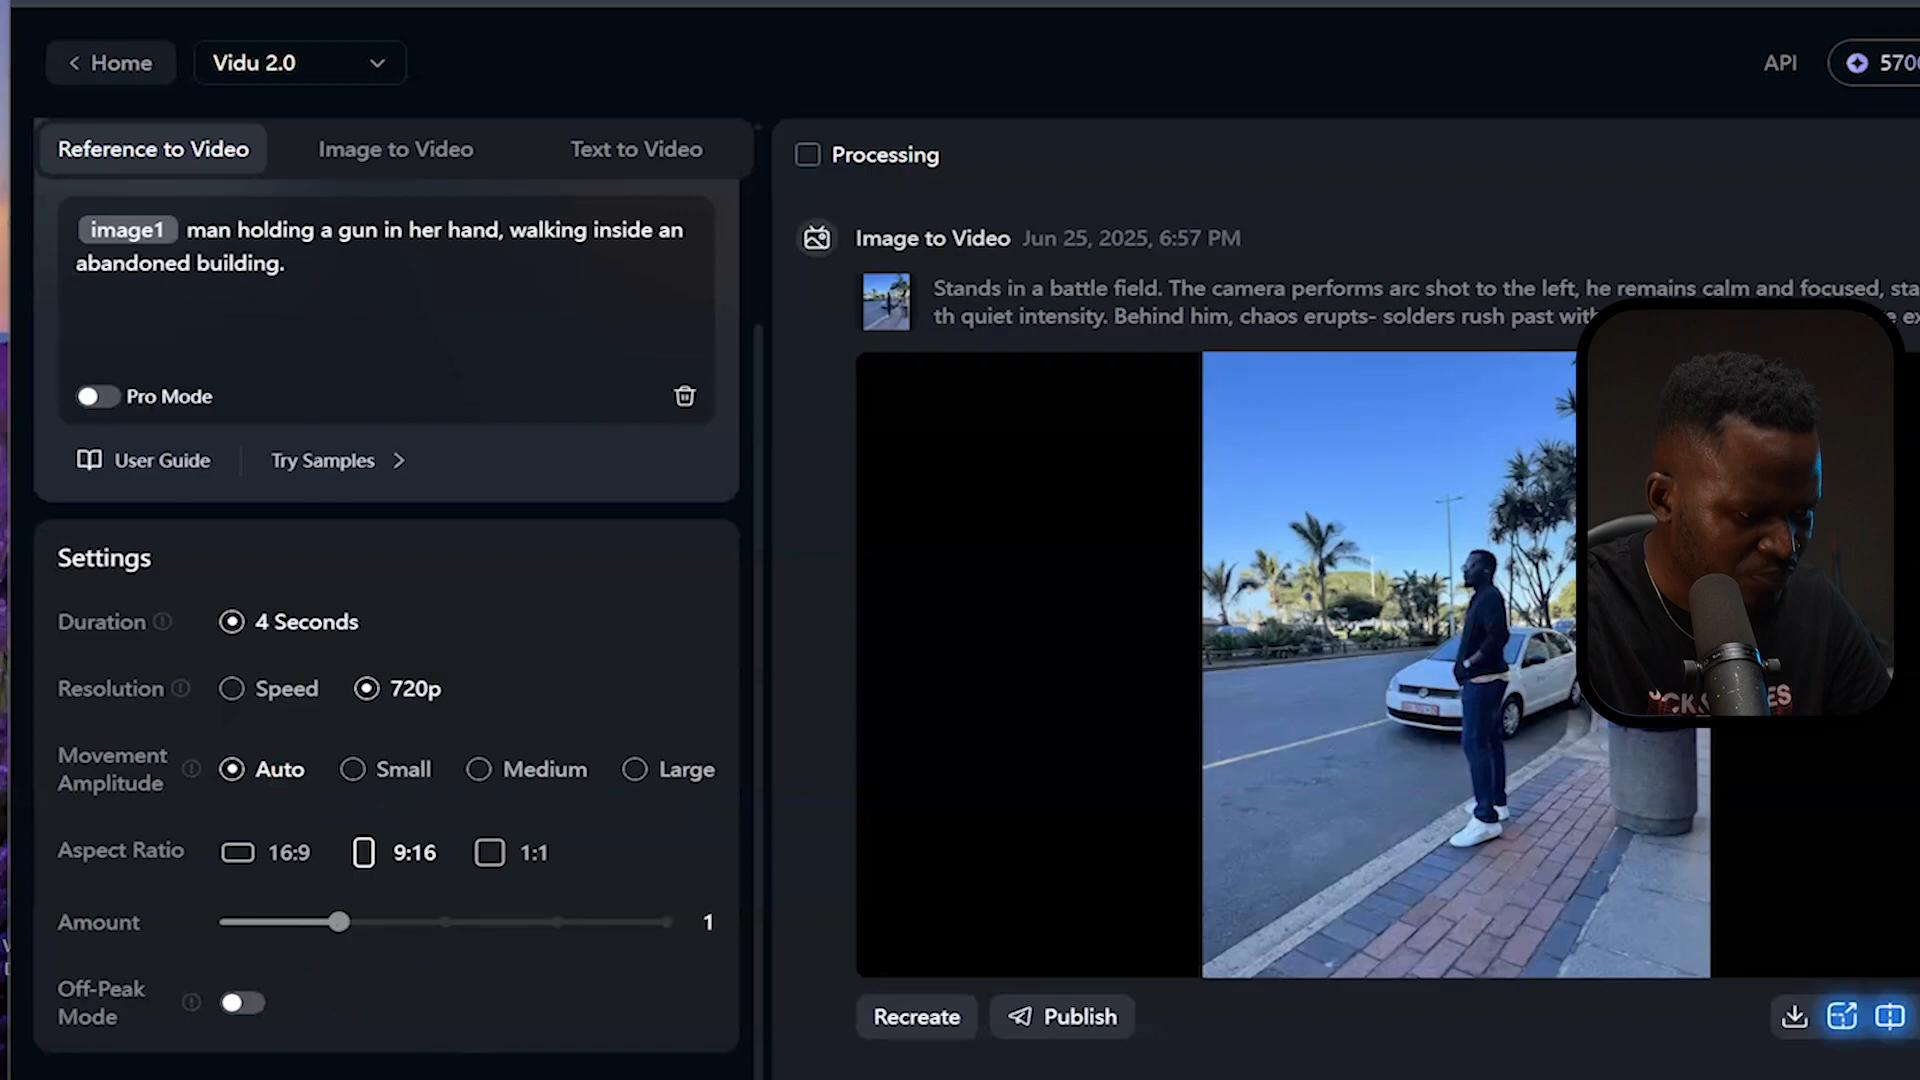 Home
Vidu 2.0
API
Reference to Video
Image to Video
Text to Video
image1 man holding a gun in her hand, walking inside an
abandoned building.
Pro Mode
User Guide
Try Samples
Settings
Duration
4 Seconds
Resolution
Speed
720p
Movement
Amplitude
Auto
Small
Medium
Large
Aspect Ratio
16:9
9:16
1:1
Amount
1
Off-Peak
Mode
Processing
Image to Video Jun 25, 2025, 6:57 PM
Stands in a battle field. The camera performs arc shot to the left, he remains calm and focused, sta
th quiet intensity. Behind him, chaos erupts- solders rush past with
Recreate
Publish